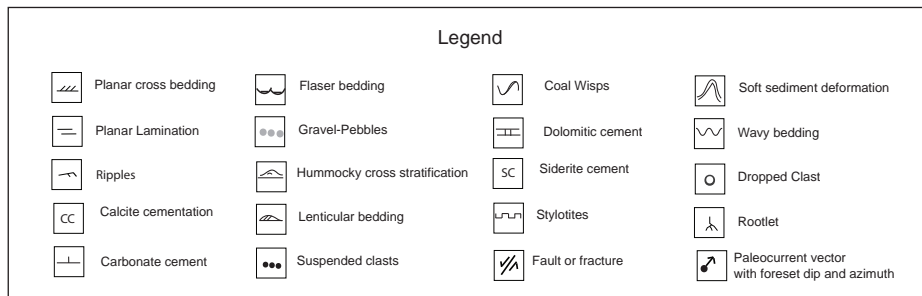 Legend
Planar cross bedding
Flaser bedding
Coal Wisps
Soft sediment deformation
Planar Lamination
Gravel-Pebbles
Dolomitic cement
Wavy bedding
Ripples
Hummocky cross stratification
SC Siderite cement
Dropped Clast
CC Calcite cementation
Lenticular bedding
Stylotites
Rootlet
Carbonate cement
Suspended clasts
Fault or fracture
Paleocurrent vector
with foreset dip and azimuth